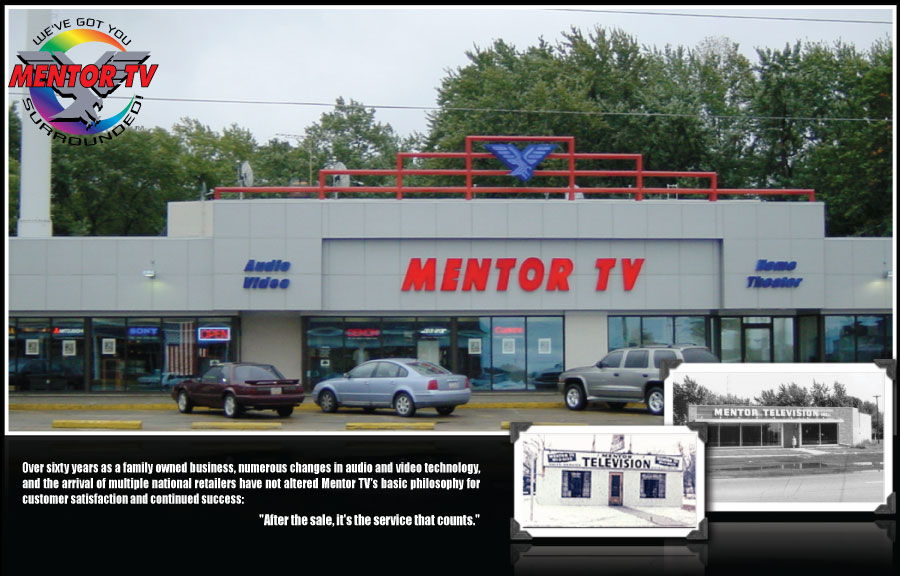 WE'VE GOT YOU
MENTOR TV
SURROUNDED!
Audio
Video
MENTOR TV
Home
Theater
MITSUBISHI
SONY
OPEN
MENTOR TELEVISION
MENTOR
TELEVISION
Over sixty years as a family owned business, numerous changes in audio and video technology,
and the arrival of multiple national retailers have not altered Mentor TV's basic philosophy for
customer satisfaction and continued success:
"After the sale, it's the service that counts."